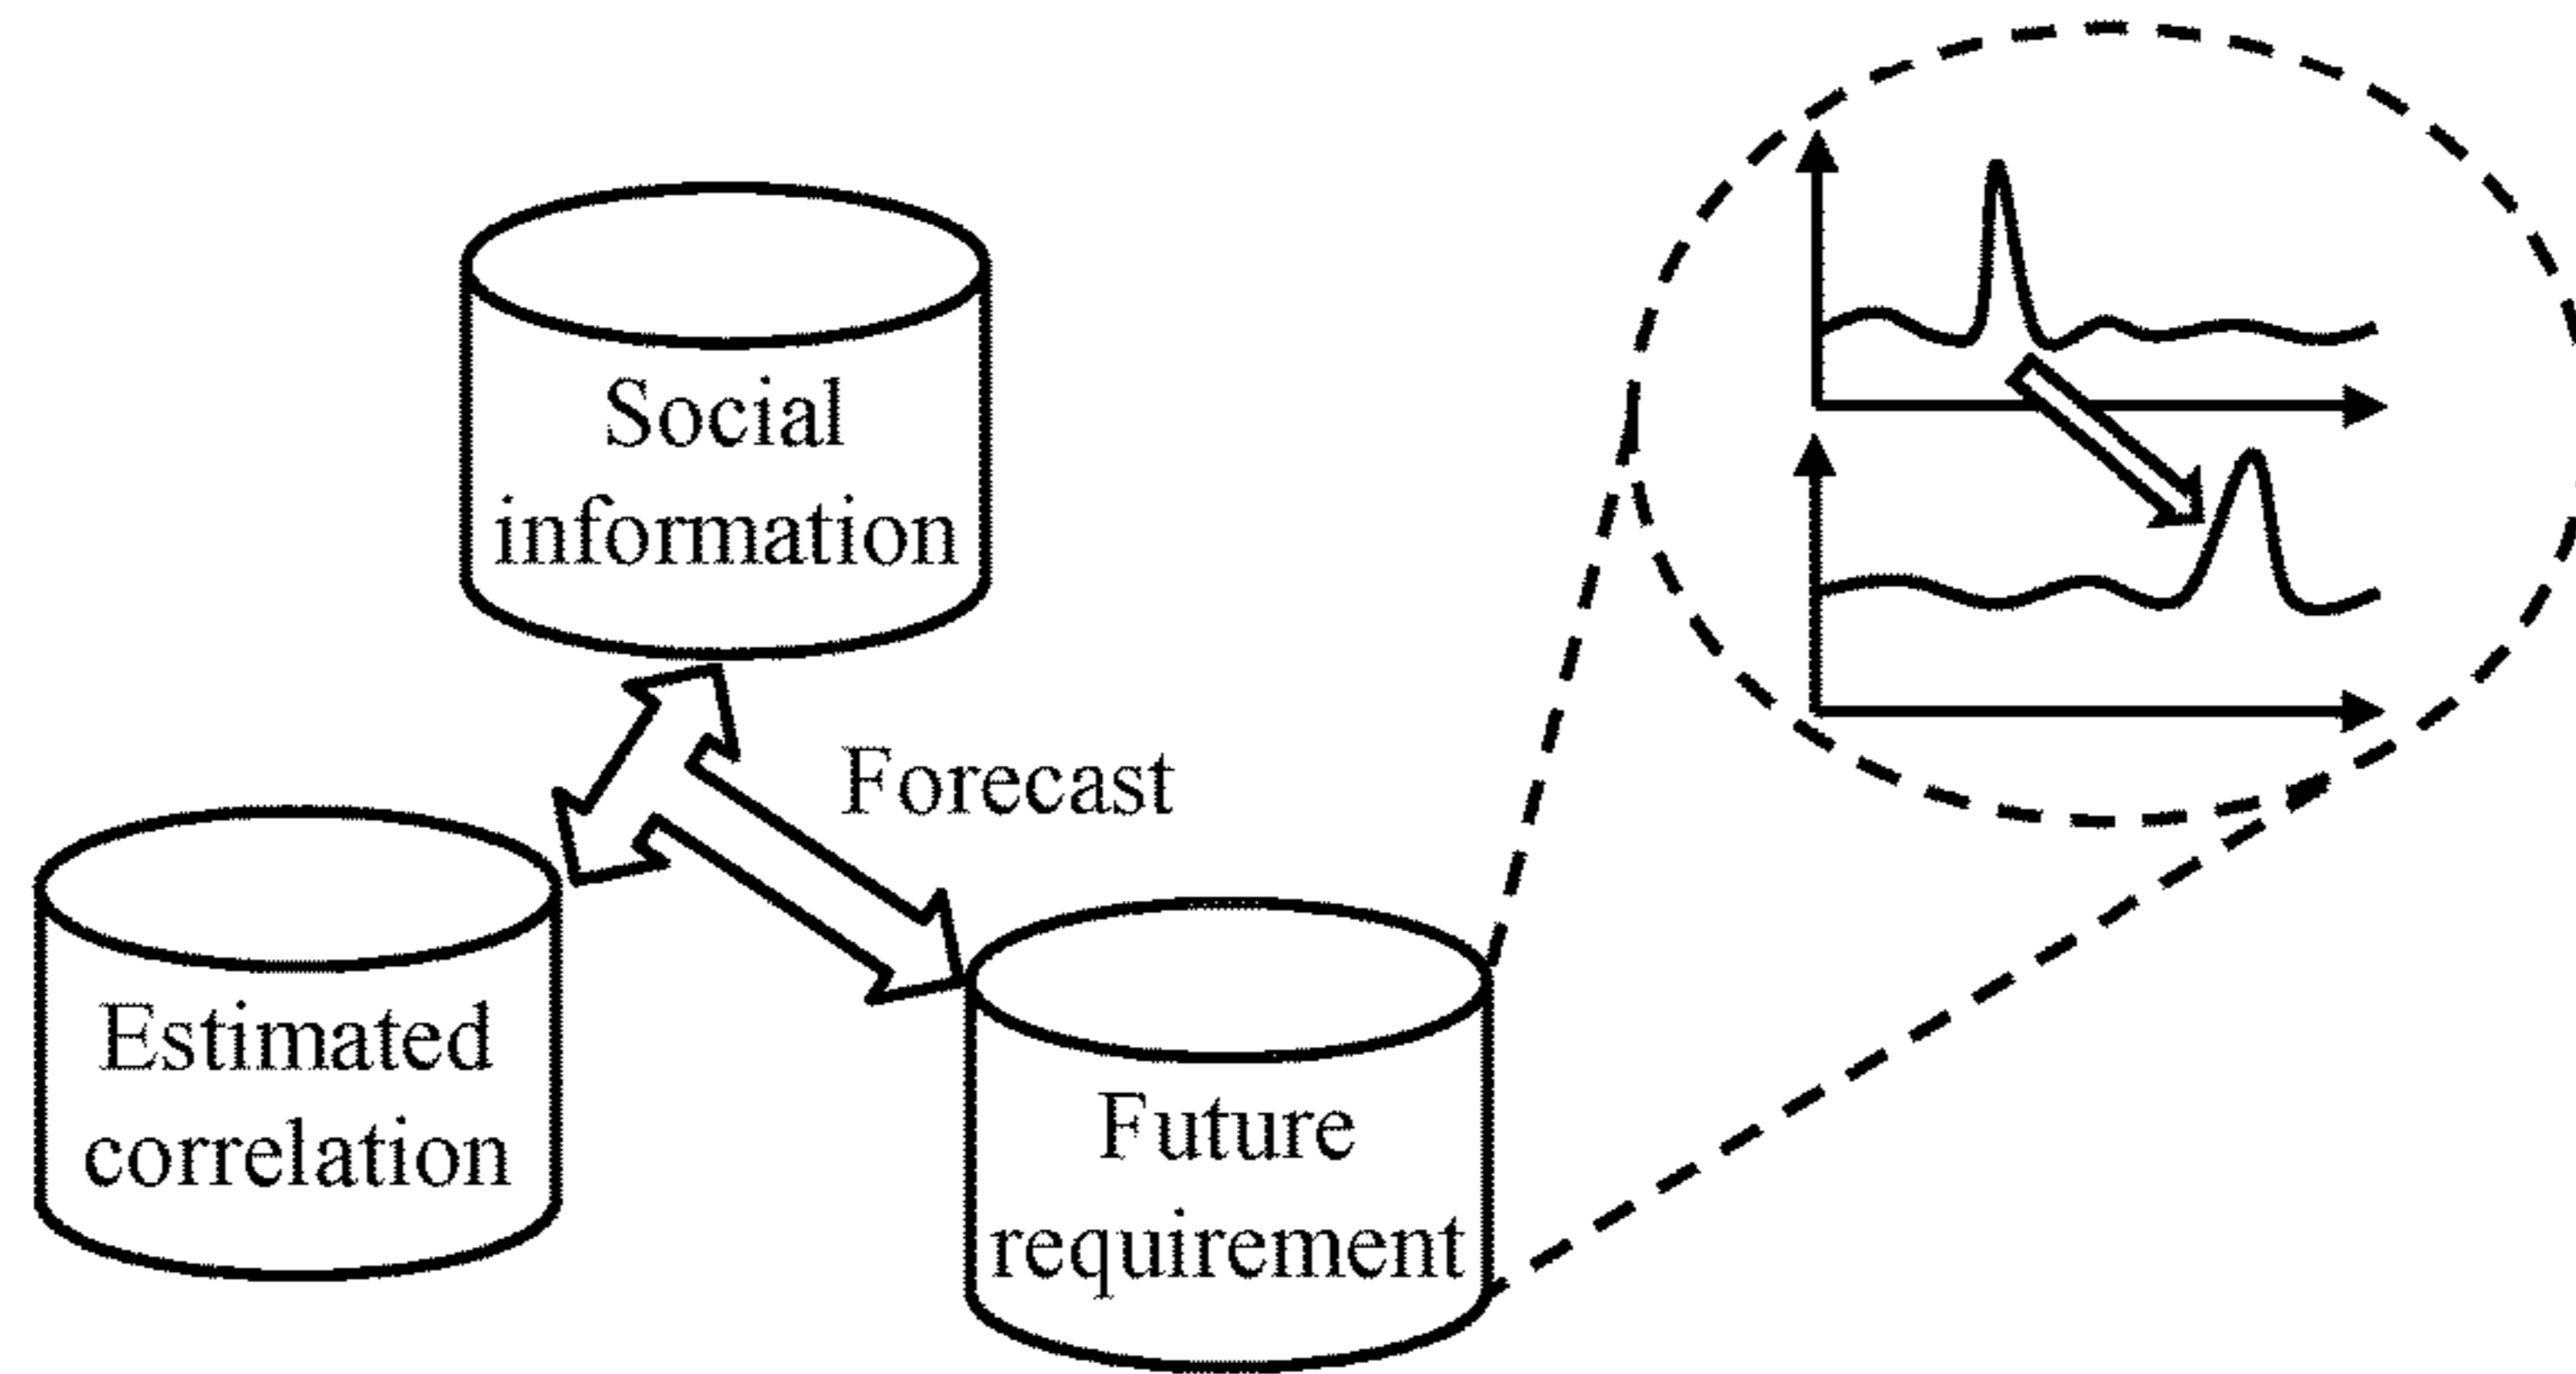 Social
information
Forecast
Estimated
correlation
Future
requirement